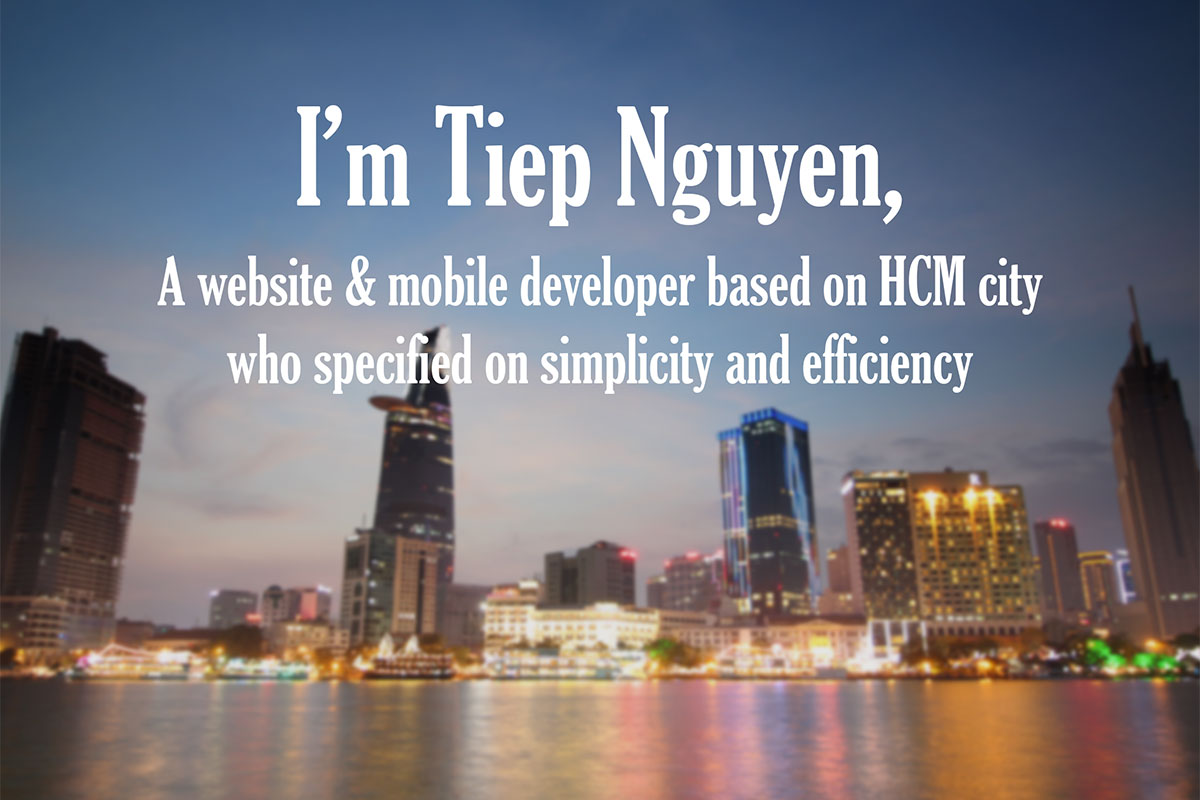 I’m Tiep Nguyen,
A website & mobile developer based on HCM city
who specified on simplicity and efficiency